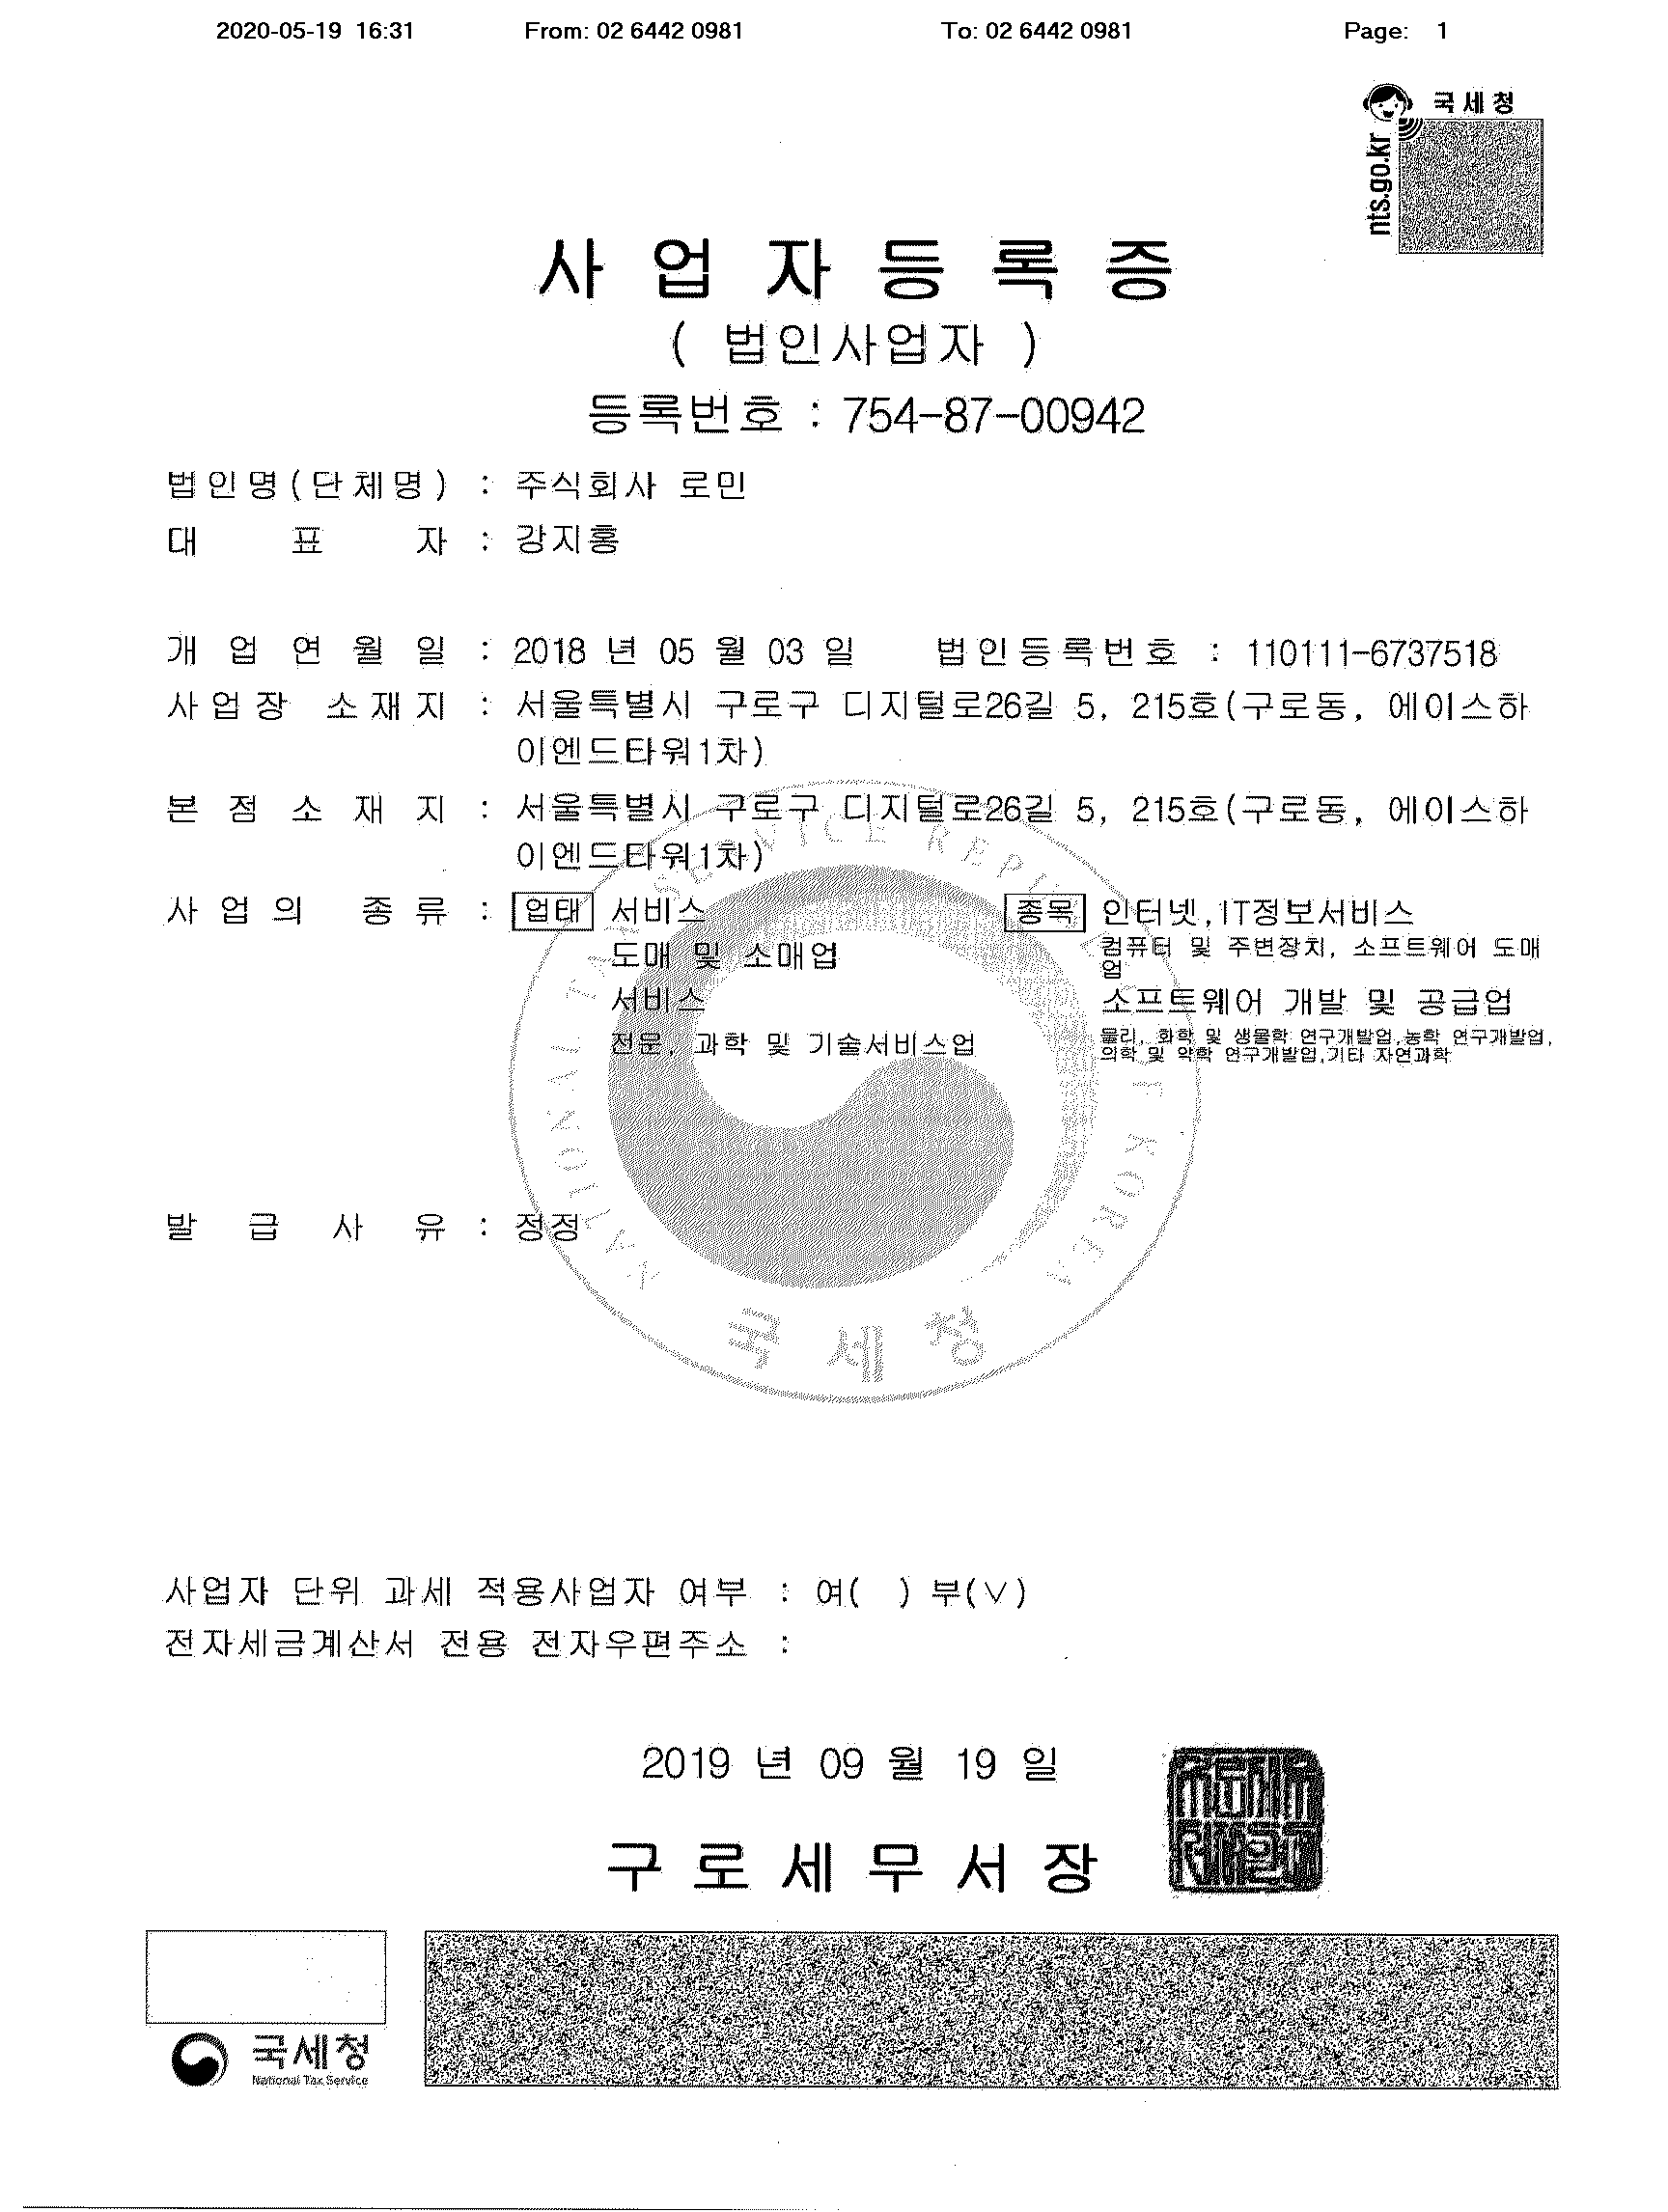 2020-05-19 16:31 From: 02 6442 0981 To: 02 6442 0981 Page: 1
국세청
nts.go.kr
사업자등록증
( 법인사업자 )
등록번호 : 754-87-00942
법인명(단체명) : 주식회사 로민
대 표 자 : 강지홍
개 업 연 월 일 : 2018 년 05 월 03 일 법인등록번호 : 110111-6737518
사업장 소재지 : 서울특별시 구로구 디지털로26길 5, 215호(구로동, 에이스하
이엔드타워1차)
본 점 소 재 지 : 서울특별시 구로구 디지털로26길 5, 215호(구로동, 에이스하
이엔드타워1차)
사 업 의 종 류 : 업태 서비스 종목 인터넷,IT정보서비스
도매 및 소매업 컴퓨터 및 주변장치, 소프트웨어 도매
업
서비스 소프트웨어 개발 및 공급업
전문, 과학 및 기술서비스업 물리, 화학 및 생물학 연구개발업,농학 연구개발업,
의학 및 약학 연구개발업,기타 자연과학
발 급 사 유 : 정정
NATIONAL TAX SERVICE REPUBLIC OF KOREA
국세청
사업자 단위 과세 적용사업자 여부 : 여( ) 부(∨)
전자세금계산서 전용 전자우편주소 :
2019 년 09 월 19 일
구로세무서장
국세청
National Tax Service